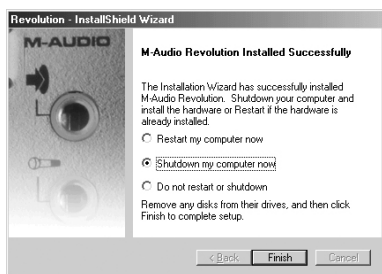 Revolution - InstallShield Wizard
M-AUDIO
M-Audio Revolution Installed Successfully
The Installation Wizard has successfully installed
M-Audio Revolution. Shutdown your computer and
install the hardware or Restart if the hardware is
already installed.
Restart my computer now
Shutdown my computer now
Do not restart or shutdown
Remove any disks from their drives, and then click
Finish to complete setup.
< Back
Finish
Cancel